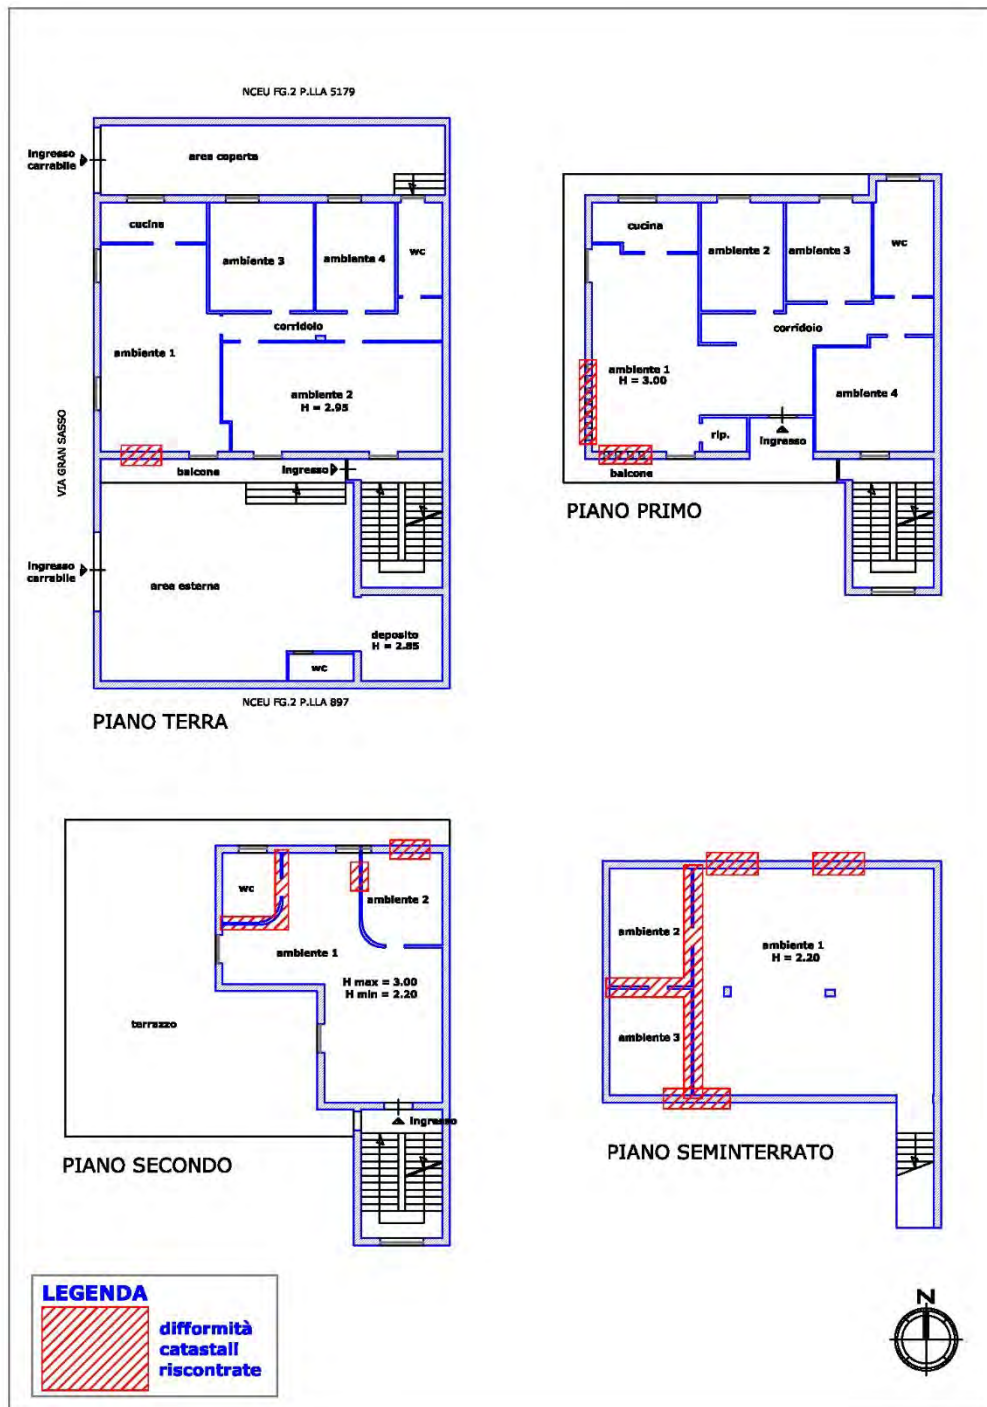 NCEU FG.2 P.LLA 5179
Ingresso
carrabile
area coperta
cucina
ambiente 3
ambiente 4
wc
corridoio
ambiente 1
ambiente 2
H = 2.95
VIA GRAN SASSO
balcone
Ingresso
Ingresso
carrabile
area esterna
deposito
H = 2.85
wc
NCEU FG.2 P.LLA 897
PIANO TERRA
cucina
ambiente 2
ambiente 3
wc
corridoio
ambiente 1
H = 3.00
ambiente 4
rip.
Ingresso
balcone
PIANO PRIMO
wc
ambiente 2
ambiente 1
H max = 3.00
H min = 2.20
terrazzo
Ingresso
PIANO SECONDO
ambiente 2
ambiente 1
H = 2.20
ambiente 3
PIANO SEMINTERRATO
LEGENDA
difformità
catastali
riscontrate
N